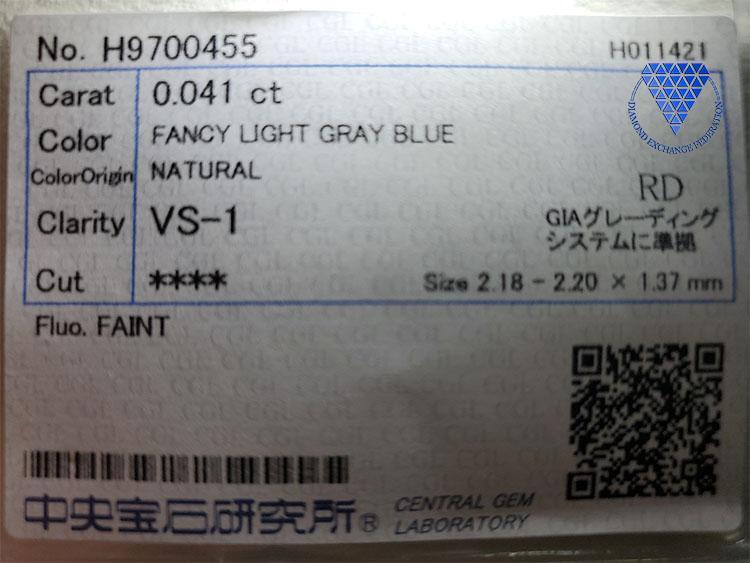 No. H9700455
H011421
Carat 0.041 ct
Color FANCY LIGHT GRAY BLUE
ColorOrigin NATURAL
RD
Clarity VS-1
GIAグレーディング
システムに準拠
Cut ****
Size 2.18 - 2.20 × 1.37 mm
Fluo. FAINT
DIAMOND EXCHANGE FEDERATION
中央宝石研究所®
CENTRAL GEM
LABORATORY